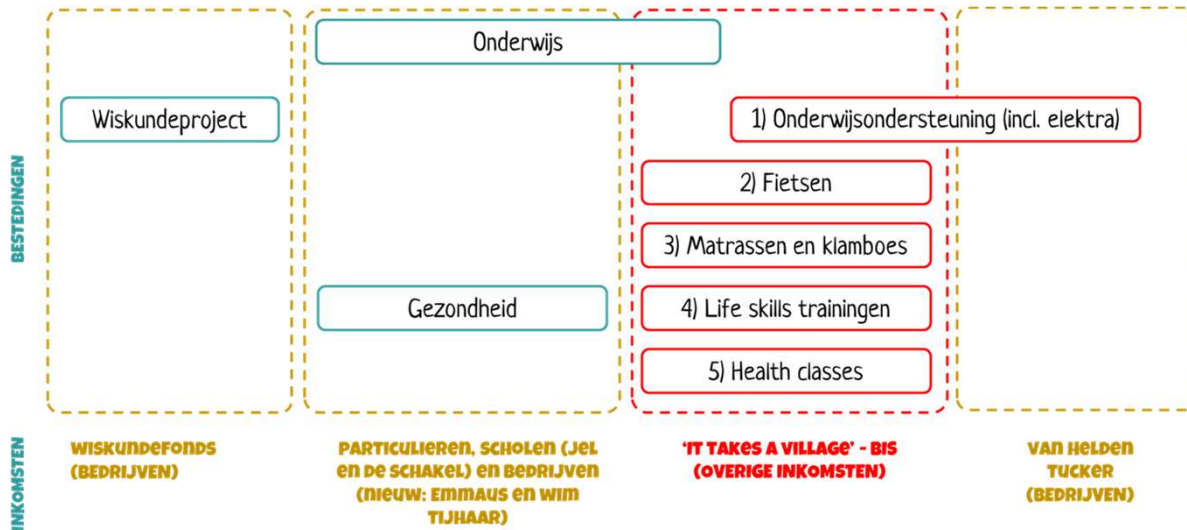 Onderwijs
Wiskundeproject
1) Onderwijsondersteuning (incl. elektra)
2) Fietsen
3) Matrassen en klamboes
Gezondheid
4) Life skills trainingen
5) Health classes
BESTEDINGEN
INKOMSTEN
WISKUNDEFONDS
(BEDRIJVEN)
PARTICULIEREN, SCHOLEN (JEL
EN DE SCHAKEL) EN BEDRIJVEN
(NIEUW: EMMAUS EN WIM
TIJHAAR)
'IT TAKES A VILLAGE' - BIS
(OVERIGE INKOMSTEN)
VAN HELDEN
TUCKER
(BEDRIJVEN)